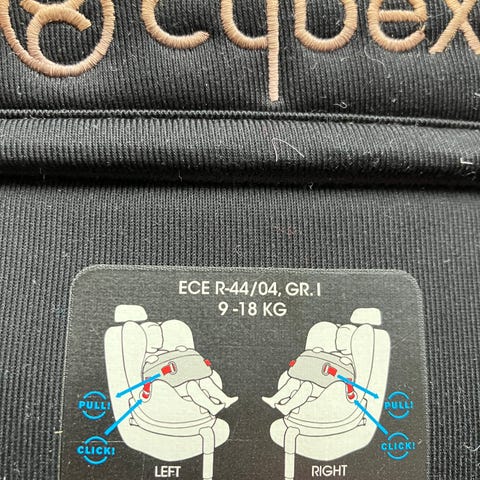 cybex
ECE R-44/04, GR. I
9 -18 KG
PULL! PULL!
CLICK! CLICK!
LEFT RIGHT